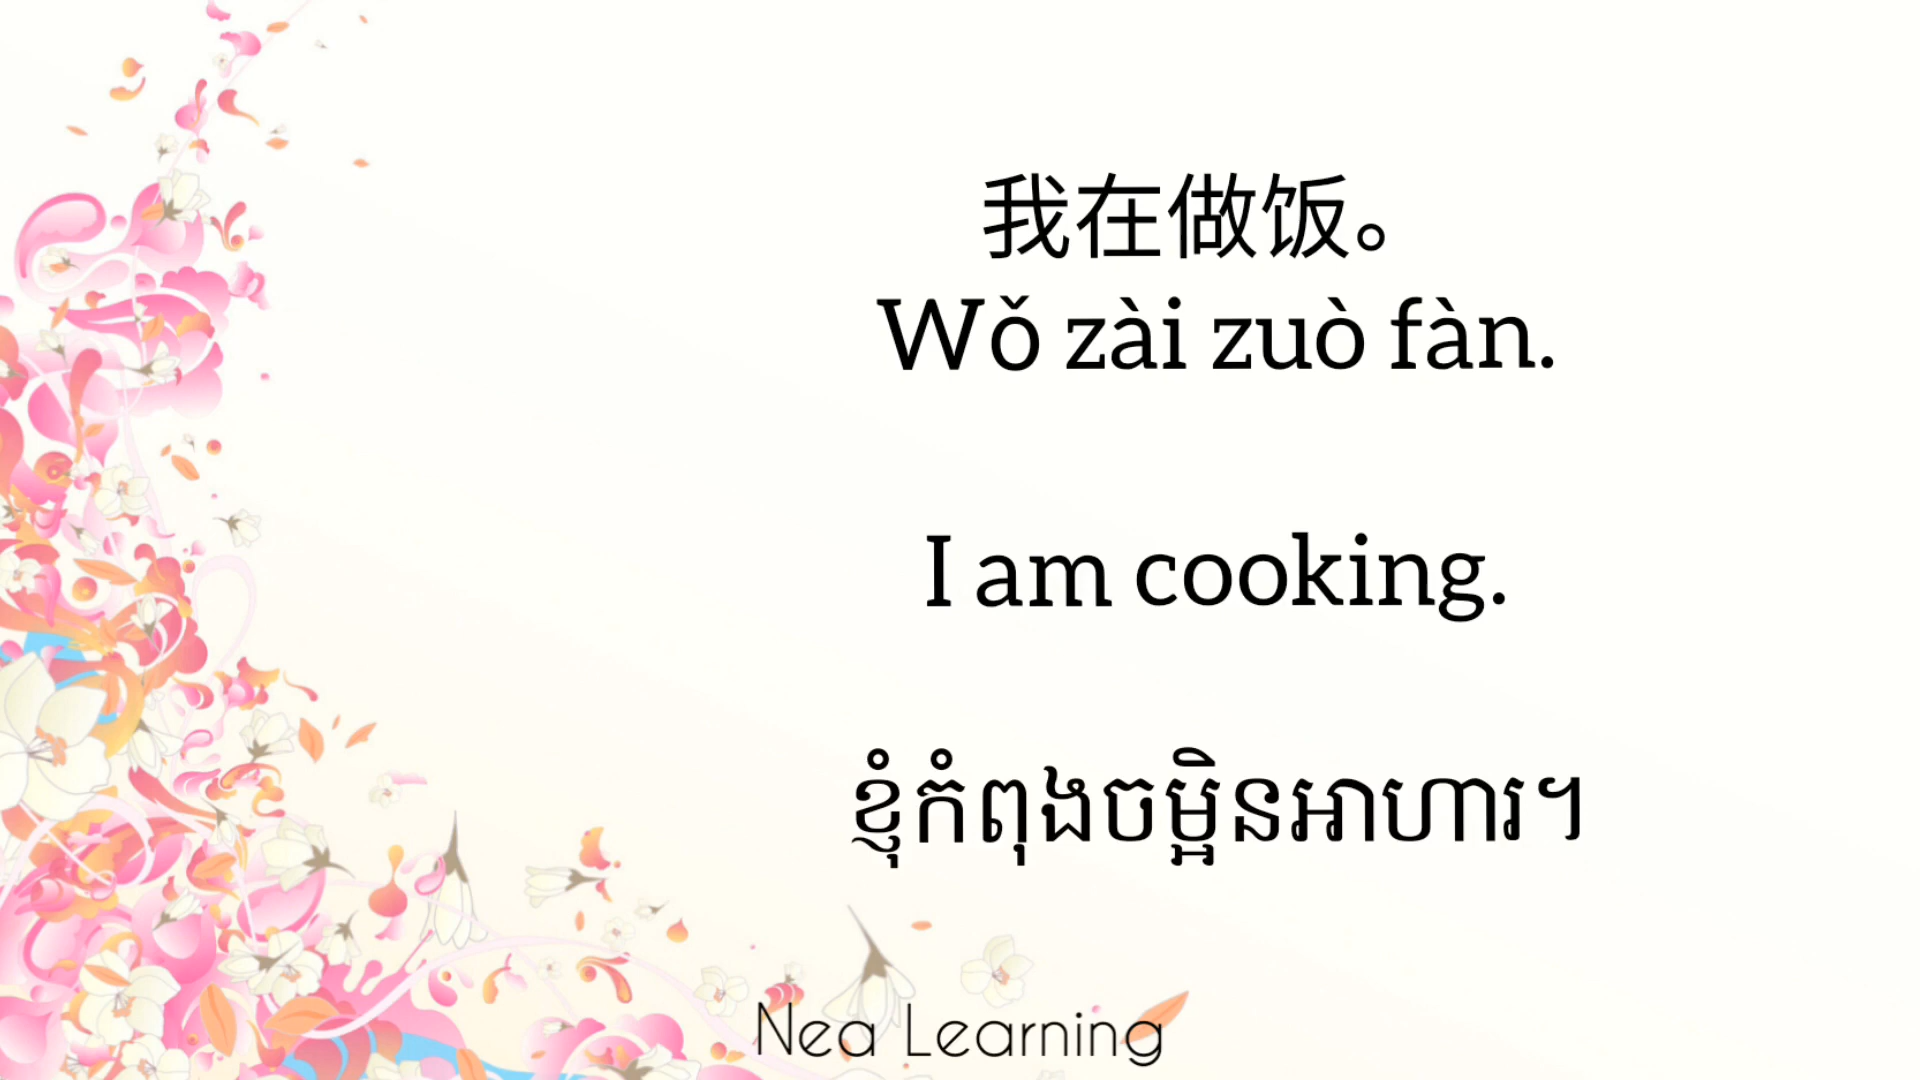 我在做饭。
Wǒ zài zuò fàn.
I am cooking.
ខ្ញុំកំពុងចម្អិនអាហារ។
Nea Learning